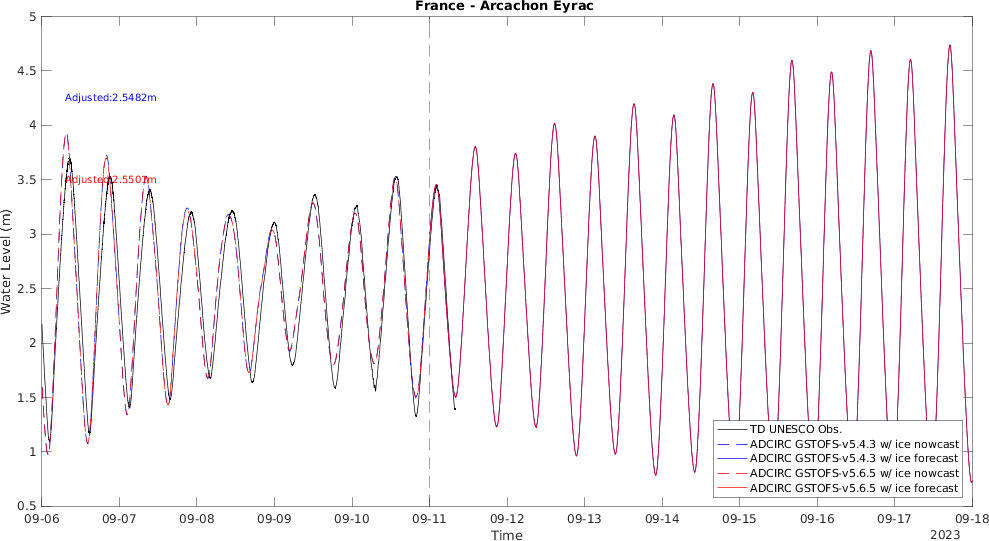 France - Arcachon Eyrac
5
4.5
4
3.5
3
2.5
2
1.5
1
0.5
Water Level (m)
Adjusted:2.5482m
Adjusted:2.5507m
TD UNESCO Obs.
ADCIRC GSTOFS-v5.4.3 w/ ice nowcast
ADCIRC GSTOFS-v5.4.3 w/ ice forecast
ADCIRC GSTOFS-v5.6.5 w/ ice nowcast
ADCIRC GSTOFS-v5.6.5 w/ ice forecast
09-06 09-07 09-08 09-09 09-10 09-11 09-12 09-13 09-14 09-15 09-16 09-17 09-18
Time
2023